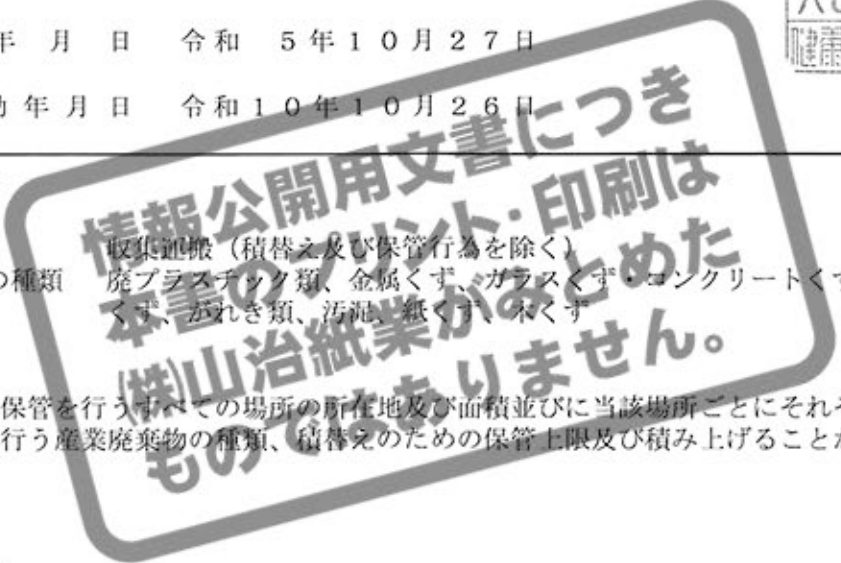 年 月 日 令和 5年10月27日
年月日 令和10年10月26日
収集運搬（積替え及び保管行為を除く）
の種類 廃プラスチック類、金属くず、ガラスくず・コンクリートくず
くず、がれき類、汚泥、紙くず、木くず
保管を行うすべての場所の所在地及び面積並びに当該場所ごとにそれぞ
行う産業廃棄物の種類、積替えのための保管上限及び積み上げることが
情報公開用文書につき
本書のプリント・印刷は
㈱山治紙業がみとめた
ものではありません。